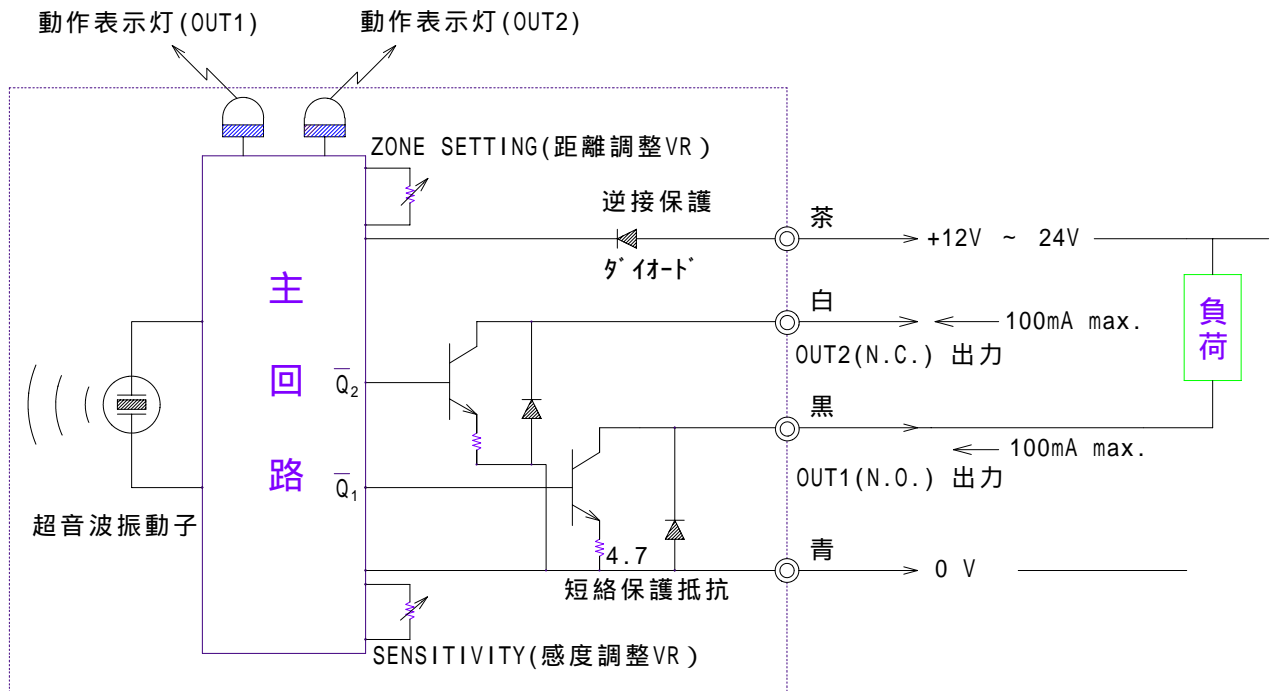 動作表示灯(OUT1)
動作表示灯(OUT2)
ZONE SETTING(距離調整VR)
逆接保護
ダイオード
茶
+12V ~ 24V
主回路
白
100mA max.
OUT2(N.C.) 出力
負荷
Q̅2
黒
100mA max.
OUT1(N.O.) 出力
Q̅1
超音波振動子
4.7
短絡保護抵抗
青
0 V
SENSITIVITY(感度調整VR)